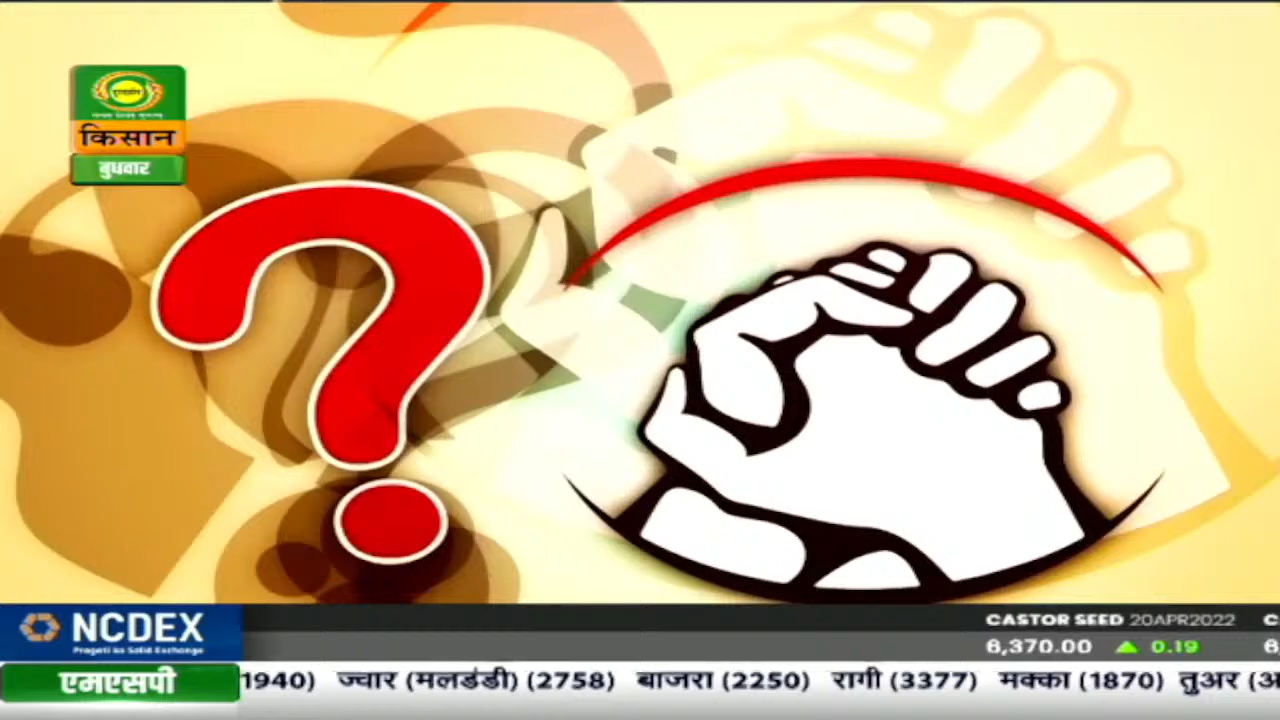 किसान
बुधवार
NCDEX
Pragati ka Solid Exchange
CASTOR SEED 20APR2022
6,370.00 ▲ 0.19
एमएसपी
1940) ज्वार (मलडंडी) (2758) बाजरा (2250) रागी (3377) मक्का (1870) तुअर (अ